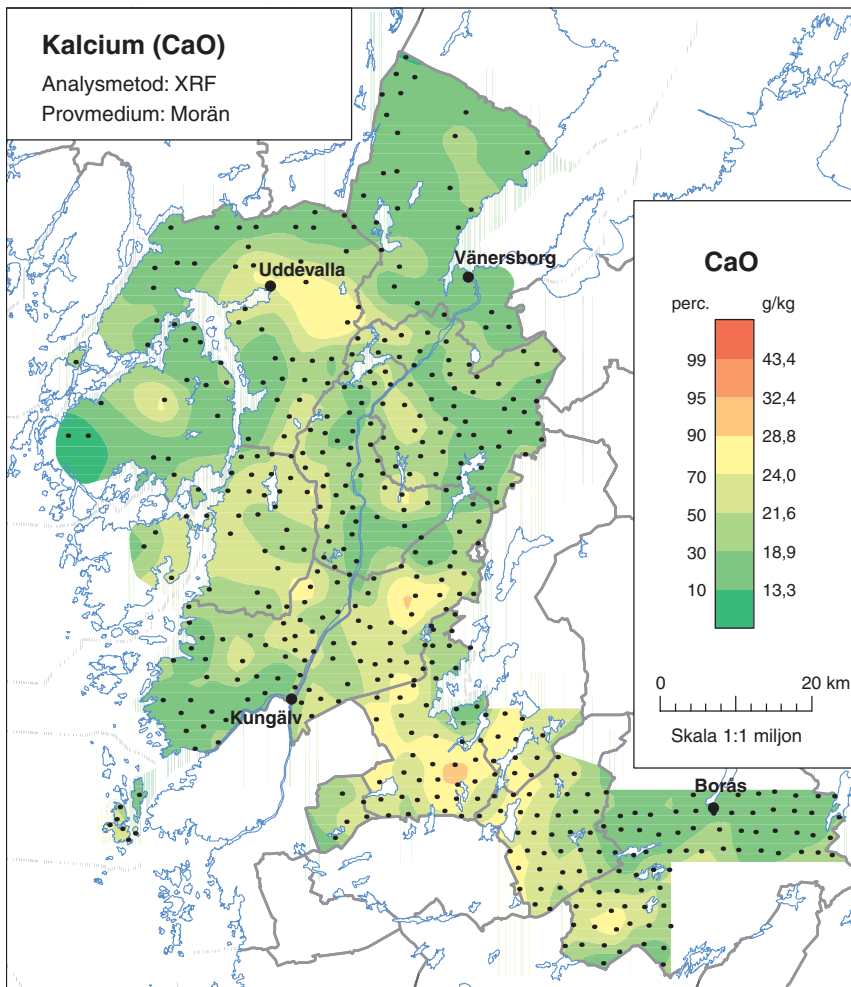 Kalcium (CaO)
Analysmetod: XRF
Provmedium: Morän
Uddevalla
Vänersborg
Kungälv
Borås
CaO
perc. g/kg
99 43,4
95 32,4
90 28,8
70 24,0
50 21,6
30 18,9
10 13,3
0 20 km
Skala 1:1 miljon